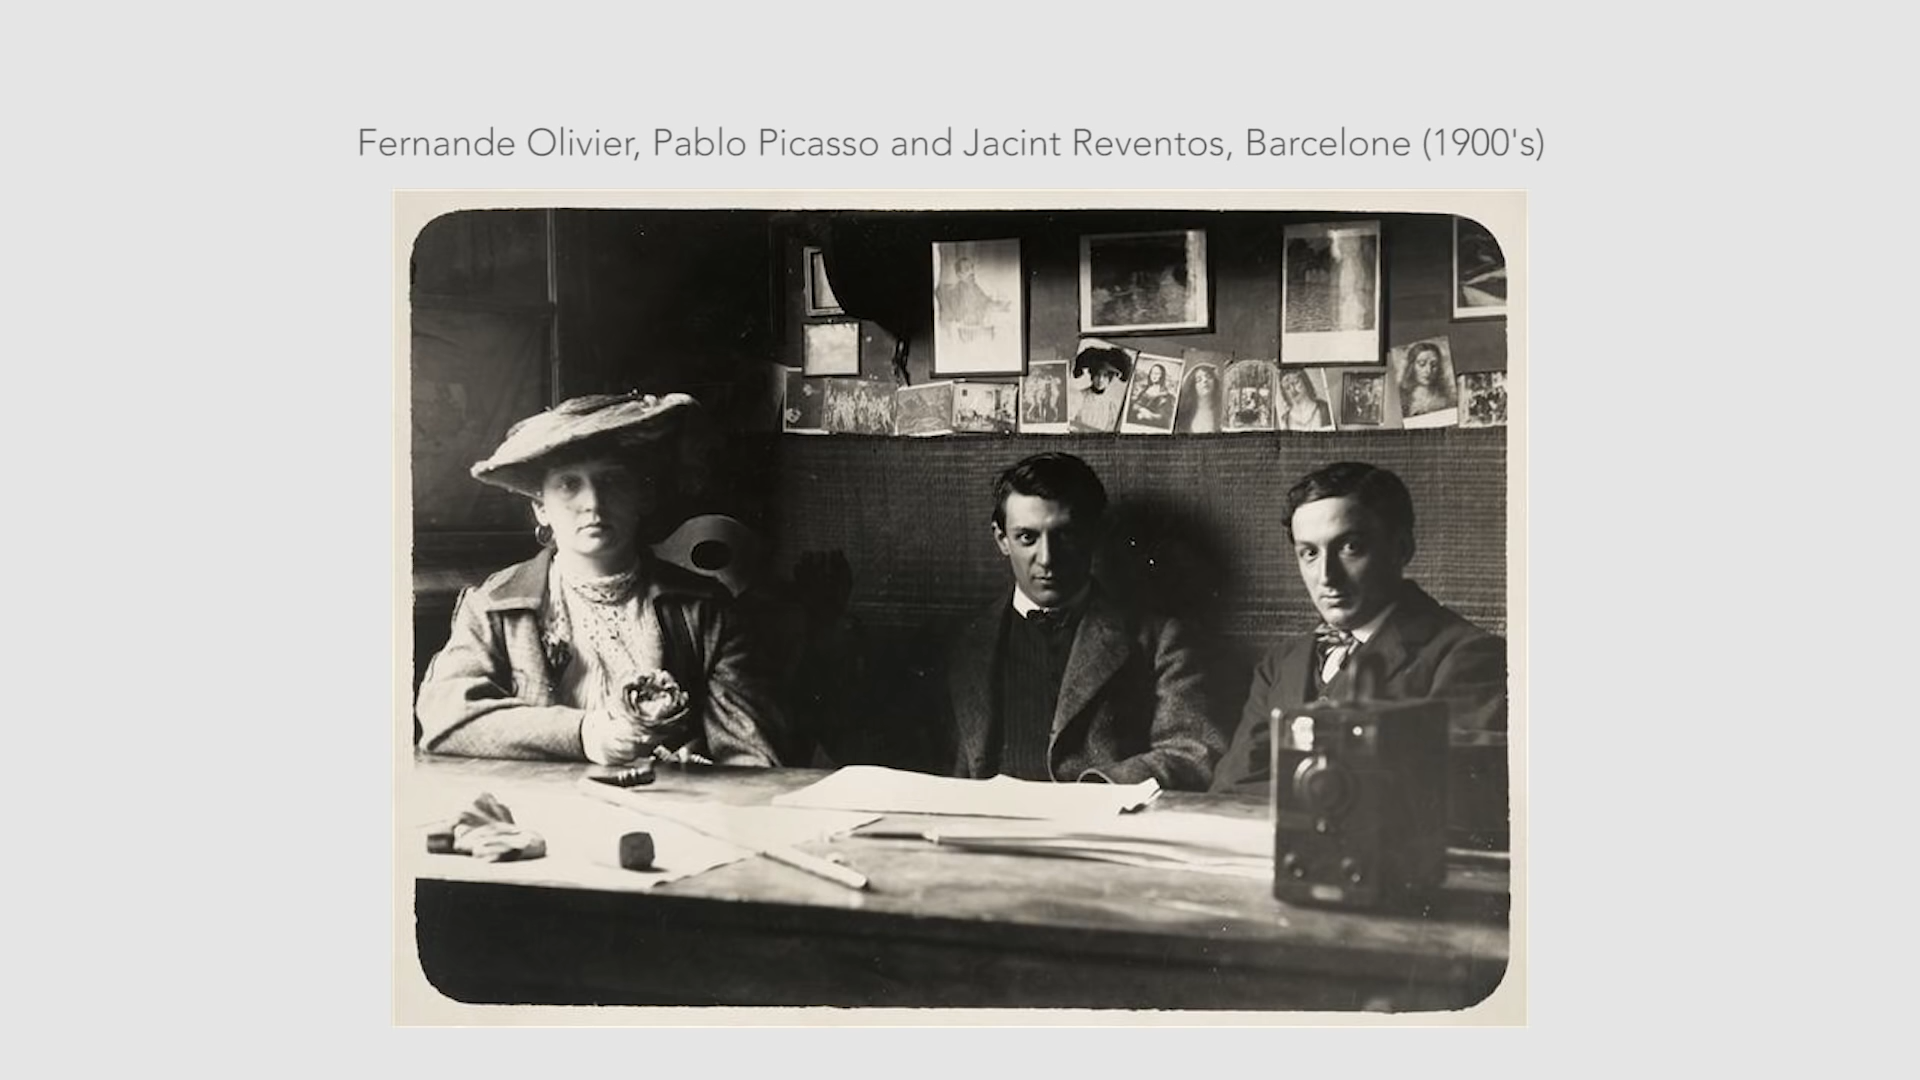 Fernande Olivier, Pablo Picasso and Jacint Reventos, Barcelone (1900's)